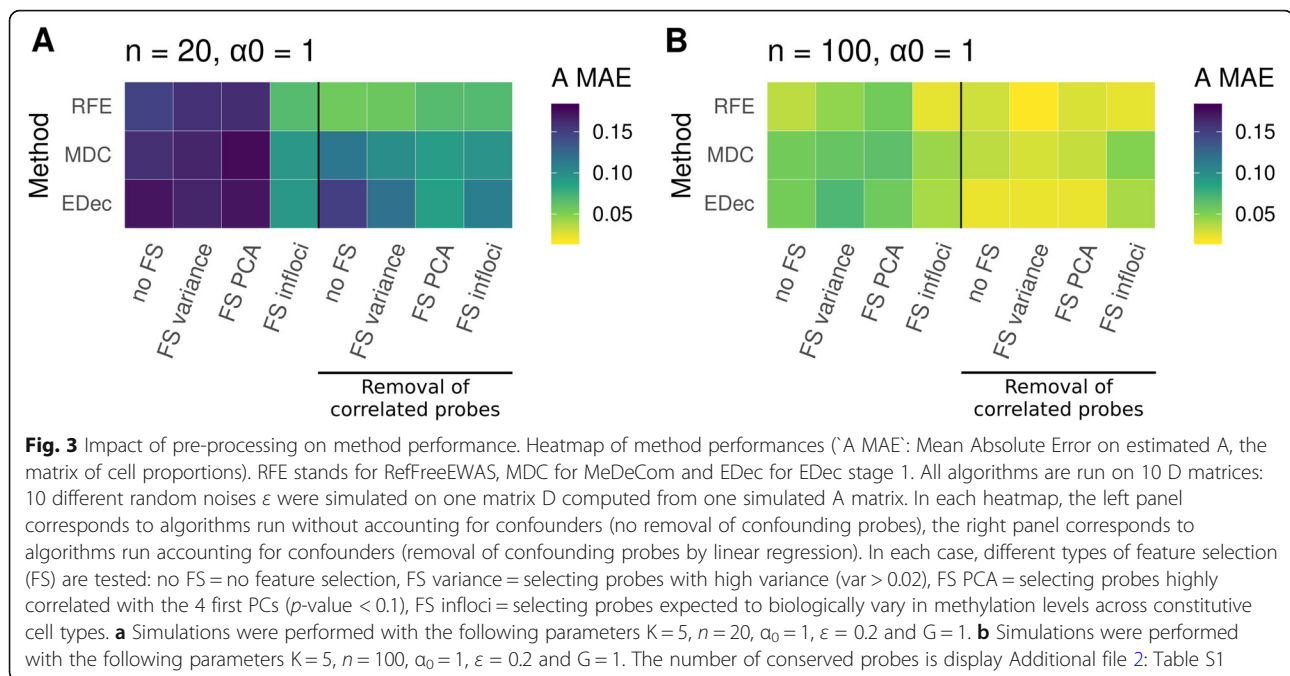 A
n = 20, α0 = 1
Method
RFE
MDC
EDec
A MAE
0.15
0.10
0.05
no FS
FS variance
FS PCA
FS infloci
no FS
FS variance
FS PCA
FS infloci
Removal of
correlated probes
B
n = 100, α0 = 1
Method
RFE
MDC
EDec
A MAE
0.15
0.10
0.05
no FS
FS variance
FS PCA
FS infloci
no FS
FS variance
FS PCA
FS infloci
Removal of
correlated probes
Fig. 3 Impact of pre-processing on method performance. Heatmap of method performances (`A MAE`: Mean Absolute Error on estimated A, the
matrix of cell proportions). RFE stands for RefFreeEWAS, MDC for MeDeCom and EDec for EDec stage 1. All algorithms are run on 10 D matrices:
10 different random noises ε were simulated on one matrix D computed from one simulated A matrix. In each heatmap, the left panel
corresponds to algorithms run without accounting for confounders (no removal of confounding probes), the right panel corresponds to
algorithms run accounting for confounders (removal of confounding probes by linear regression). In each case, different types of feature selection
(FS) are tested: no FS = no feature selection, FS variance = selecting probes with high variance (var > 0.02), FS PCA = selecting probes highly
correlated with the 4 first PCs (p-value < 0.1), FS infloci = selecting probes expected to biologically vary in methylation levels across constitutive
cell types. a Simulations were performed with the following parameters K = 5, n = 20, α₀ = 1, ε = 0.2 and G = 1. b Simulations were performed
with the following parameters K = 5, n = 100, α₀ = 1, ε = 0.2 and G = 1. The number of conserved probes is display Additional file 2: Table S1